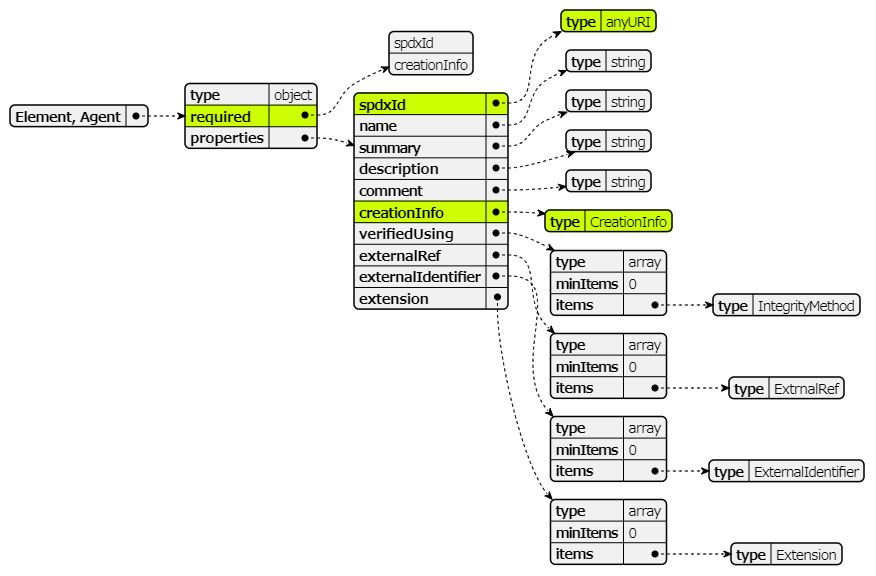 Element, Agent
type object
required
properties
spdxId
creationInfo
spdxId
name
summary
description
comment
creationInfo
verifiedUsing
externalRef
externalIdentifier
extension
type anyURI
type string
type string
type string
type string
type CreationInfo
type array
minItems 0
items
type IntegrityMethod
type array
minItems 0
items
type ExtrnalRef
type array
minItems 0
items
type ExternalIdentifier
type array
minItems 0
items
type Extension